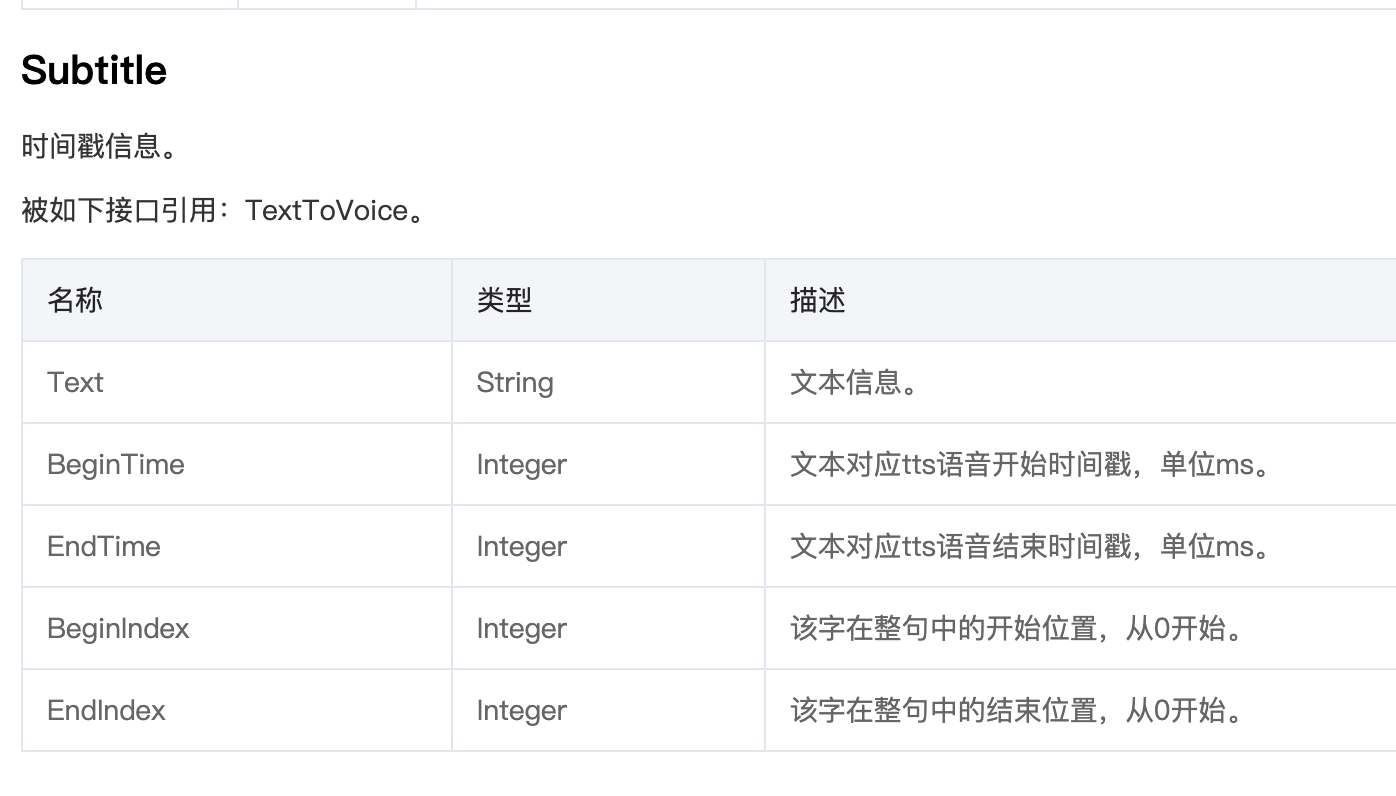 Subtitle
时间戳信息。
被如下接口引用：TextToVoice。
名称 类型 描述
Text String 文本信息。
BeginTime Integer 文本对应tts语音开始时间戳，单位ms。
EndTime Integer 文本对应tts语音结束时间戳，单位ms。
BeginIndex Integer 该字在整句中的开始位置，从0开始。
EndIndex Integer 该字在整句中的结束位置，从0开始。